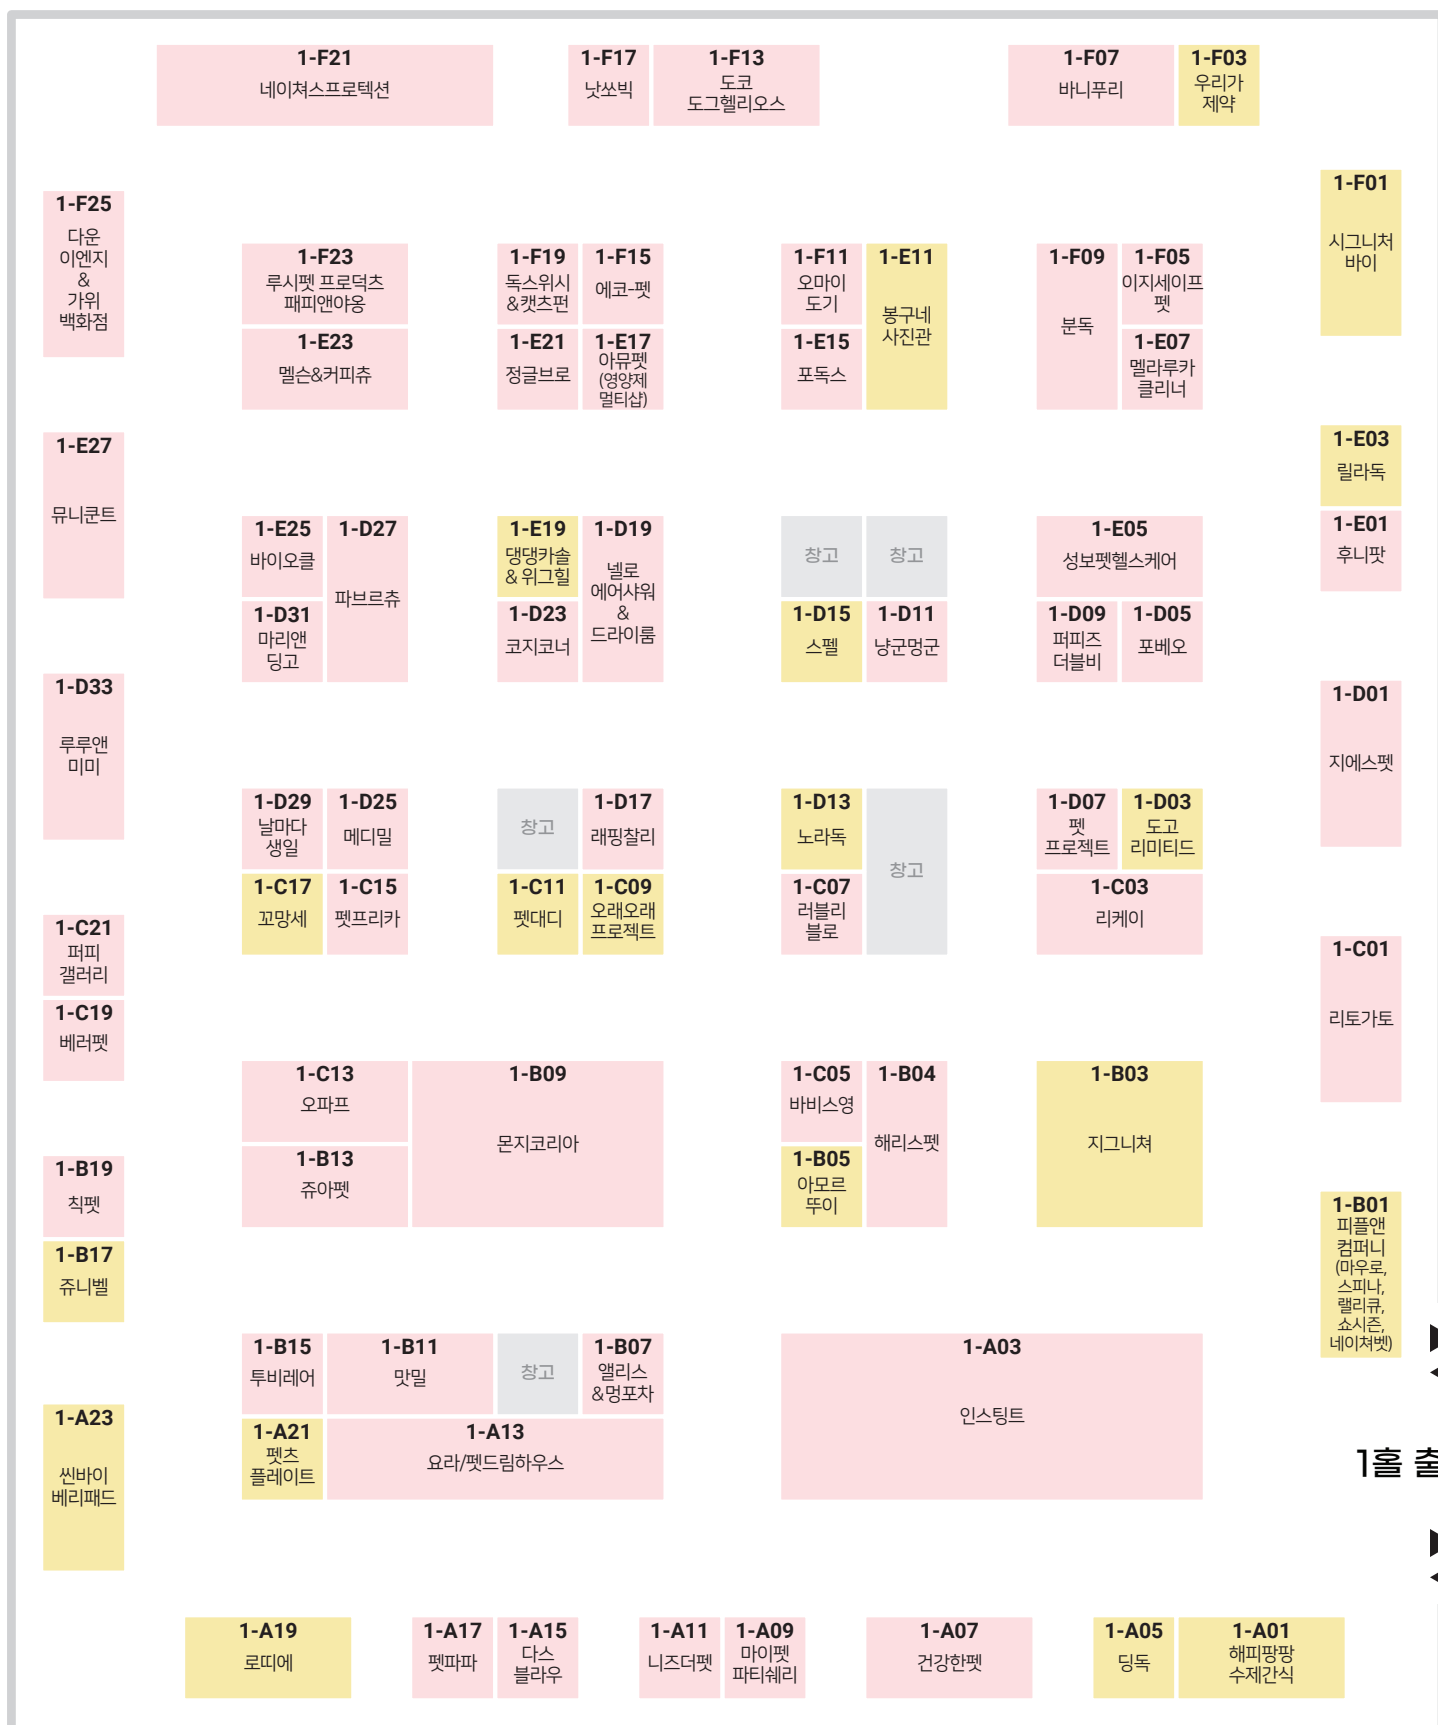 1-F21
네이쳐스프로텍션
1-F17
낫쏘빅
1-F13
도코
도그헬리오스
1-F07
바니푸리
1-F03
우리가
제약
1-F25
다운
이엔지
&
가위
백화점
1-F01
시그니처
바이
1-F23
루시펫 프로덕츠
패피앤야옹
1-F19
독스위시
&캣츠펀
1-F15
에코-펫
1-F11
오마이
도기
1-E11
봉구네
사진관
1-F09
분독
1-F05
이지세이프
펫
1-E23
멜슨&커피츄
1-E21
정글브로
1-E17
아뮤펫
(영양제
멀티샵)
1-E15
포독스
1-E07
멜라루카
클리너
1-E27
뮤니쿤트
1-E03
릴라독
1-E01
후니팟
1-E25
바이오클
1-D27
파브르츄
1-E19
댕댕카솔
& 위그힐
1-D19
넬로
에어샤워
&
드라이룸
창고
창고
1-E05
성보펫헬스케어
1-D31
마리앤
딩고
1-D23
코지코너
1-D15
스펠
1-D11
냥군멍군
1-D09
퍼피즈
더블비
1-D05
포베오
1-D33
루루앤
미미
1-D01
지에스펫
1-D29
날마다
생일
1-D25
메디밀
창고
1-D17
래핑찰리
1-D13
노라독
창고
1-D07
펫
프로젝트
1-D03
도고
리미티드
1-C17
꼬망세
1-C15
펫프리카
1-C11
펫대디
1-C09
오래오래
프로젝트
1-C07
러블리
블로
1-C03
리케이
1-C21
퍼피
갤러리
1-C19
베러펫
1-C01
리토가토
1-C13
오파프
1-B09
몬지코리아
1-C05
바비스영
1-B04
해리스펫
1-B03
지그니쳐
1-B13
쥬아펫
1-B05
아모르
뚜이
1-B19
칙펫
1-B17
쥬니벨
1-B01
피플앤
컴퍼니
(마우로,
스피나,
랠리큐,
쇼시즌,
네이쳐벳)
1-B15
투비레어
1-B11
맛밀
창고
1-B07
앨리스
&멍포차
1-A03
인스팅트
1-A21
펫츠
플레이트
1-A13
요라/펫드림하우스
1-A23
씬바이
베리패드
1홀 출
1-A19
로띠에
1-A17
펫파파
1-A15
다스
블라우
1-A11
니즈더펫
1-A09
마이펫
파티쉐리
1-A07
건강한펫
1-A05
딩독
1-A01
해피팡팡
수제간식